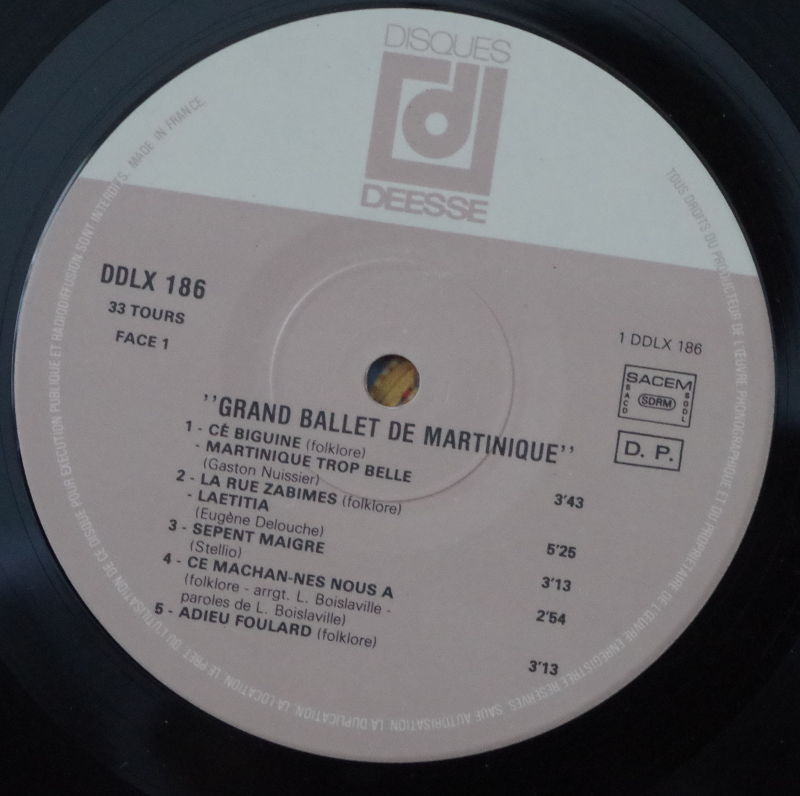 DISQUES
DEESSE
DDLX 186
33 TOURS
FACE 1
1 DDLX 186
SACEM
SACD
SDRM
SGDL
D. P.
"GRAND BALLET DE MARTINIQUE"
1 - CÉ BIGUINE (folklore)
- MARTINIQUE TROP BELLE
(Gaston Nuissier) 3'43
2 - LA RUE ZABIMES (folklore)
- LAETITIA
(Eugène Delouche) 5'25
3 - SEPENT MAIGRE
(Stellio) 3'13
4 - CE MACHAN-NES NOUS A
(folklore - arrgt. L. Boislaville -
paroles de L. Boislaville) 2'54
5 - ADIEU FOULARD (folklore) 3'13
TOUS DROITS DU PRODUCTEUR DE L'ŒUVRE PHONOGRAPHIQUE ET DU PROPRIÉTAIRE DE L'ŒUVRE ENREGISTRÉE RÉSERVÉS. SAUF AUTORISATION. LA DUPLICATION. LA LOCATION. LE PRÊT OU L'UTILISATION DE CE DISQUE POUR EXÉCUTION PUBLIQUE ET RADIODIFFUSION SONT INTERDITS. MADE IN FRANCE